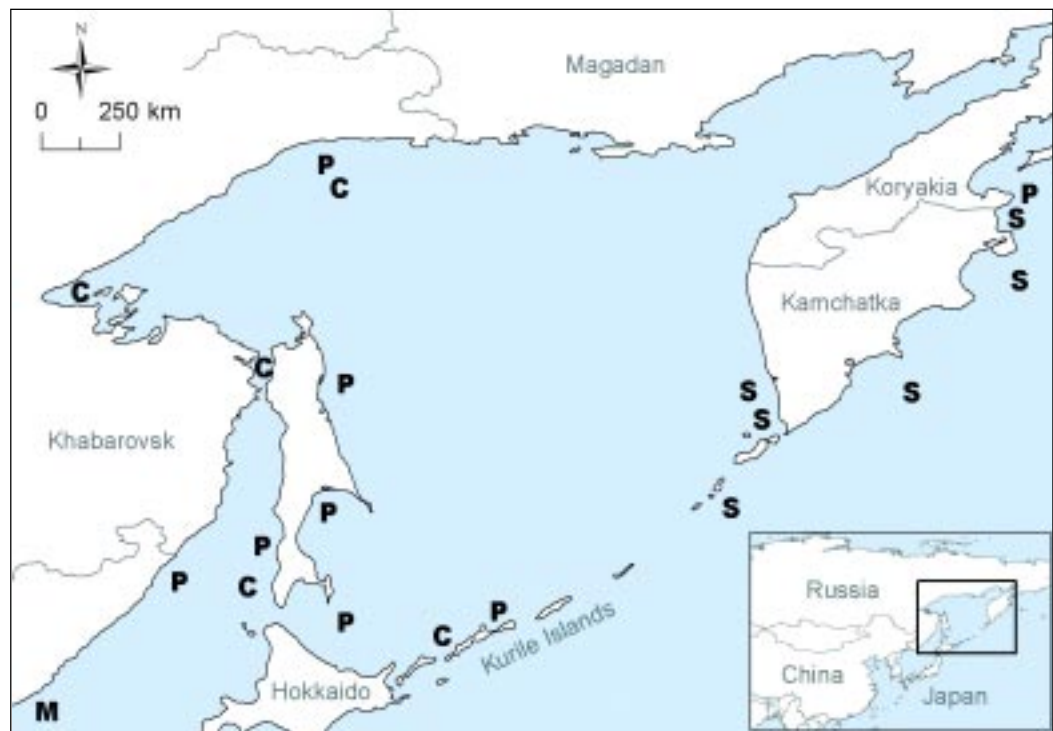 N
Magadan
0 250 km
P
C
Koryakia
P
S
C
S
Kamchatka
C
P
S
S
Khabarovsk
S
P
S
P
Russia
P
C
P
P
C
Kurile Islands
China
Hokkaido
Japan
M